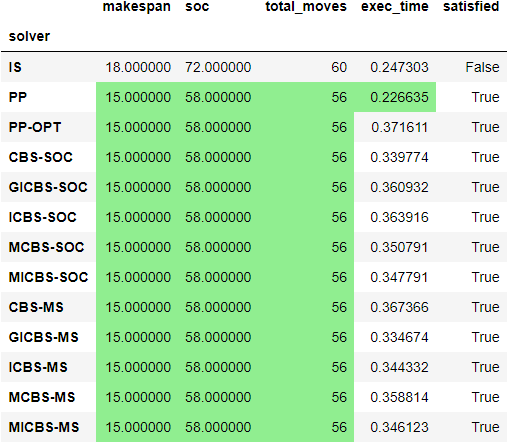 makespan soc total_moves exec_time satisfied
solver
IS 18.000000 72.000000 60 0.247303 False
PP 15.000000 58.000000 56 0.226635 True
PP-OPT 15.000000 58.000000 56 0.371611 True
CBS-SOC 15.000000 58.000000 56 0.339774 True
GICBS-SOC 15.000000 58.000000 56 0.360932 True
ICBS-SOC 15.000000 58.000000 56 0.363916 True
MCBS-SOC 15.000000 58.000000 56 0.350791 True
MICBS-SOC 15.000000 58.000000 56 0.347791 True
CBS-MS 15.000000 58.000000 56 0.367366 True
GICBS-MS 15.000000 58.000000 56 0.334674 True
ICBS-MS 15.000000 58.000000 56 0.344332 True
MCBS-MS 15.000000 58.000000 56 0.358814 True
MICBS-MS 15.000000 58.000000 56 0.346123 True